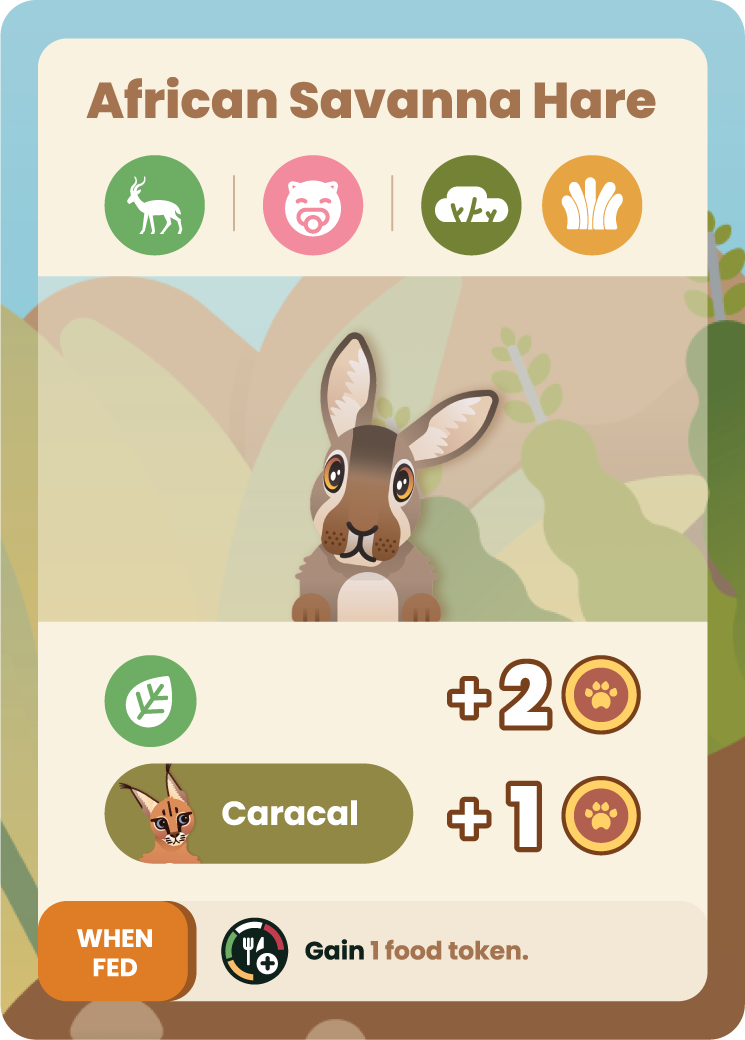 African Savanna Hare
+2
Caracal
+1
WHEN
FED
Gain 1 food token.